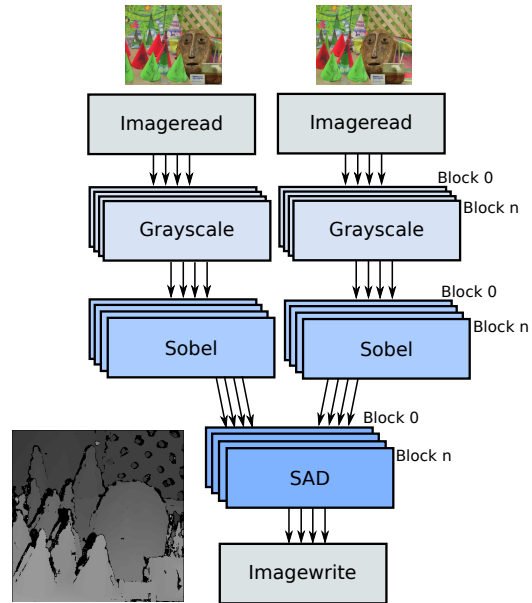 Imageread
Imageread
Block 0
Block n
Grayscale
Grayscale
Block 0
Block n
Sobel
Sobel
Block 0
Block n
SAD
Imagewrite